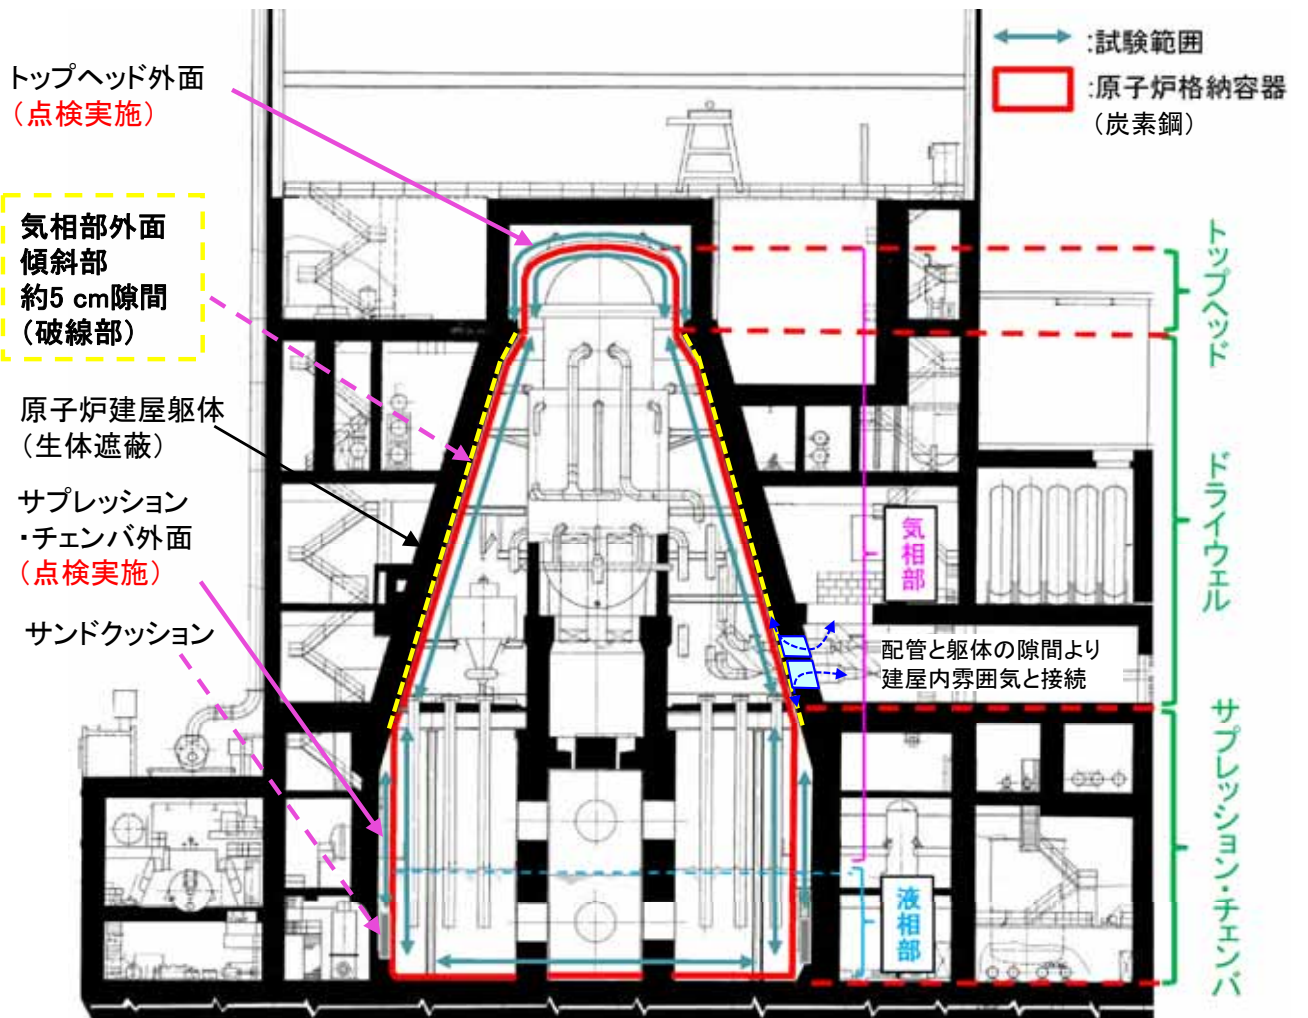 トップヘッド外面
（点検実施）
気相部外面
傾斜部
約5 cm隙間
（破線部）
原子炉建屋躯体
（生体遮蔽）
サプレッション
・チェンバ外面
（点検実施）
サンドクッション
:試験範囲
:原子炉格納容器
（炭素鋼）
トップヘッド
ドライウェル
サプレッション・チェンバ
気相部
配管と躯体の隙間より
建屋内雰囲気と接続
液相部